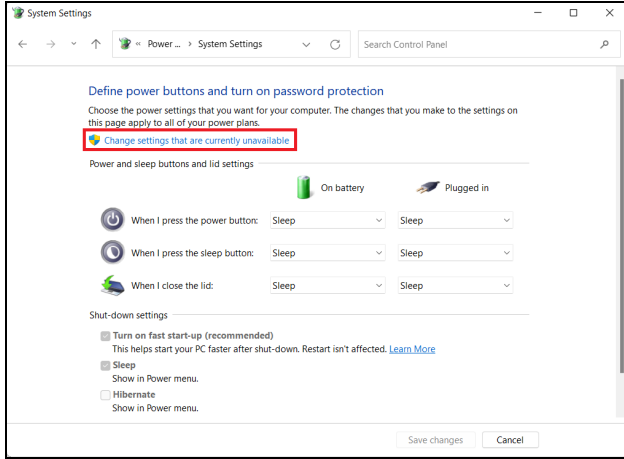 System Settings
« Power ... › System Settings
Search Control Panel
Define power buttons and turn on password protection
Choose the power settings that you want for your computer. The changes that you make to the settings on
this page apply to all of your power plans.
Change settings that are currently unavailable
Power and sleep buttons and lid settings
On battery Plugged in
When I press the power button: Sleep Sleep
When I press the sleep button: Sleep Sleep
When I close the lid: Sleep Sleep
Shut-down settings
Turn on fast start-up (recommended)
This helps start your PC faster after shut-down. Restart isn't affected. Learn More
Sleep
Show in Power menu.
Hibernate
Show in Power menu.
Save changes Cancel